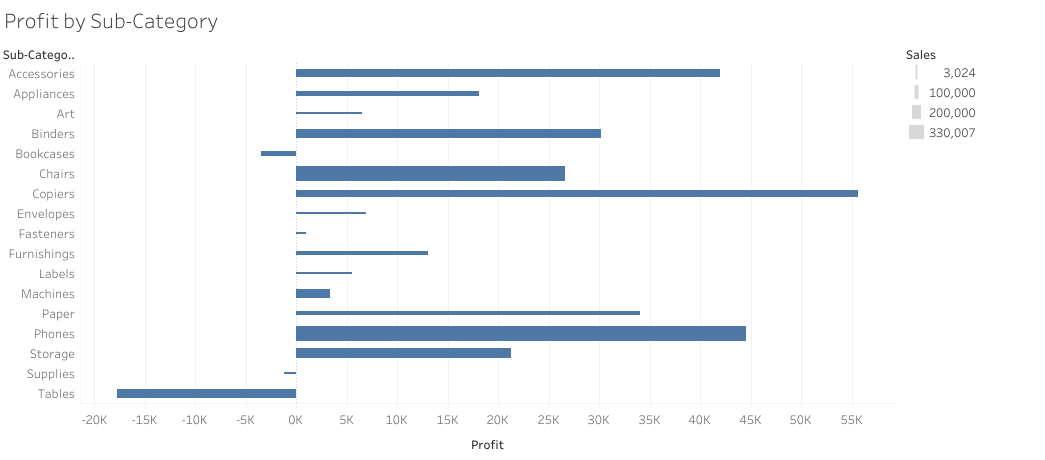 Profit by Sub-Category
Sub-Catego..
Accessories
Appliances
Art
Binders
Bookcases
Chairs
Copiers
Envelopes
Fasteners
Furnishings
Labels
Machines
Paper
Phones
Storage
Supplies
Tables
-20K -15K -10K -5K 0K 5K 10K 15K 20K 25K 30K 35K 40K 45K 50K 55K
Profit
Sales
3,024
100,000
200,000
330,007